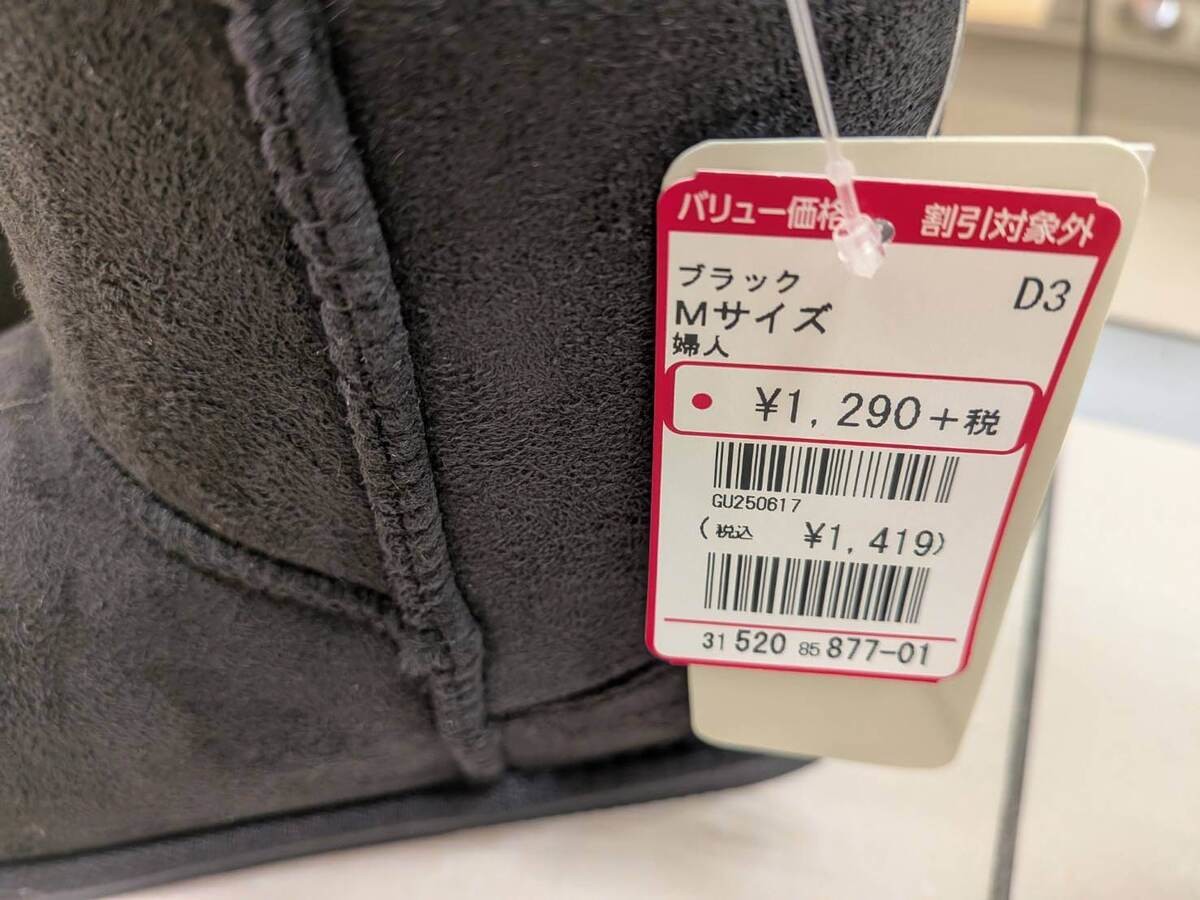 バリュー価格 割引対象外
ブラック D3
Mサイズ
婦人
¥1,290+税
GU250617
(税込 ¥1,419)
31 520 85 877-01